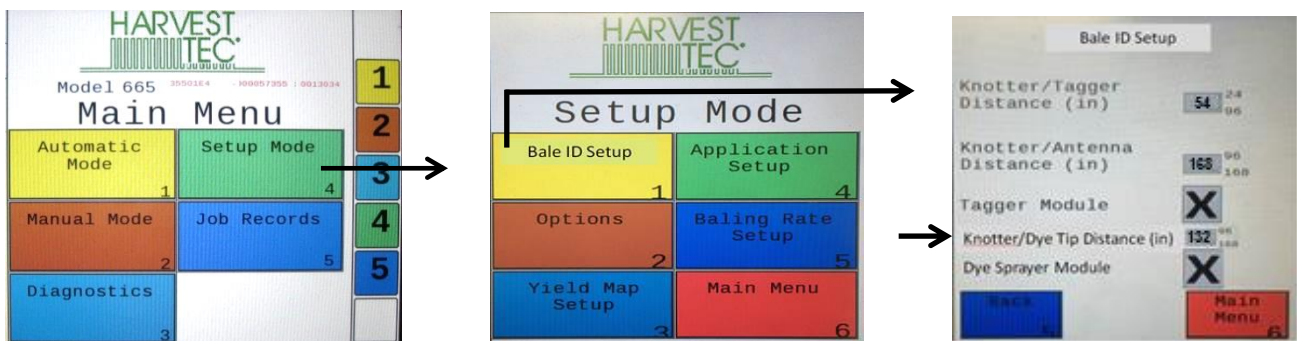 HARVEST
TEC
Model 665
Main Menu
Automatic
Mode
1
Setup Mode
4
Manual Mode
2
Job Records
5
Diagnostics
3
1
2
3
4
5
HARVEST
TEC
Setup Mode
Bale ID Setup
1
Application
Setup
4
Options
2
Baling Rate
Setup
5
Yield Map
Setup
3
Main Menu
6
Bale ID Setup
Knotter/Tagger
Distance (in) 54 24
96
Knotter/Antenna
Distance (in) 168 96
168
Tagger Module X
Knotter/Dye Tip Distance (in) 132 96
168
Dye Sprayer Module X
Back
5
Main
Menu
6